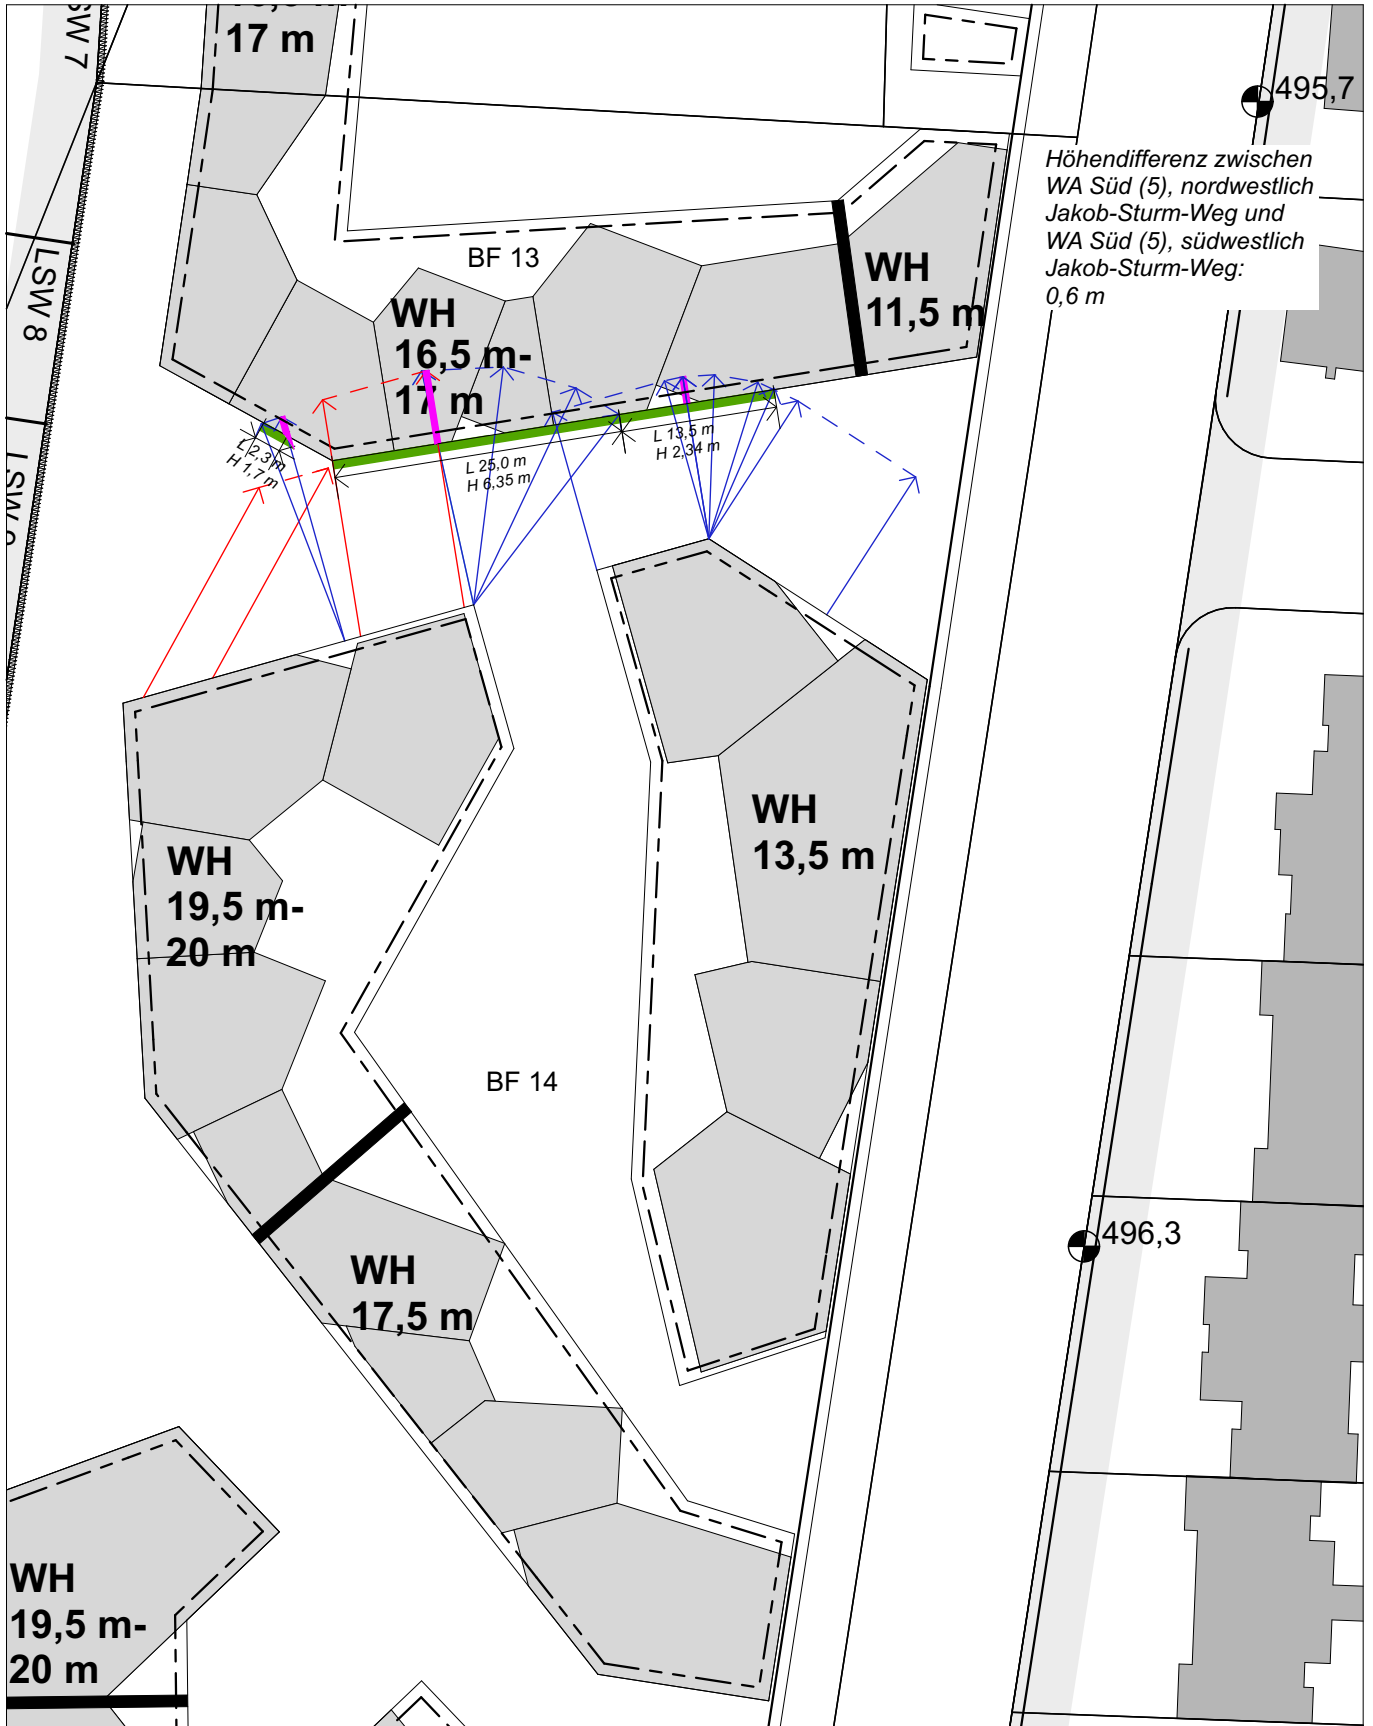 SW 7
17 m
495,7
Höhendifferenz zwischen
WA Süd (5), nordwestlich
Jakob-Sturm-Weg und
WA Süd (5), südwestlich
Jakob-Sturm-Weg:
0,6 m
LSW 8
BF 13
WH
11,5 m
WH
16,5 m-
17 m
L 2,3 m
H 1,7 m
L 25,0 m
H 6,35 m
L 13,5 m
H 2,34 m
LSW
WH
13,5 m
WH
19,5 m-
20 m
BF 14
496,3
WH
17,5 m
WH
19,5 m-
20 m